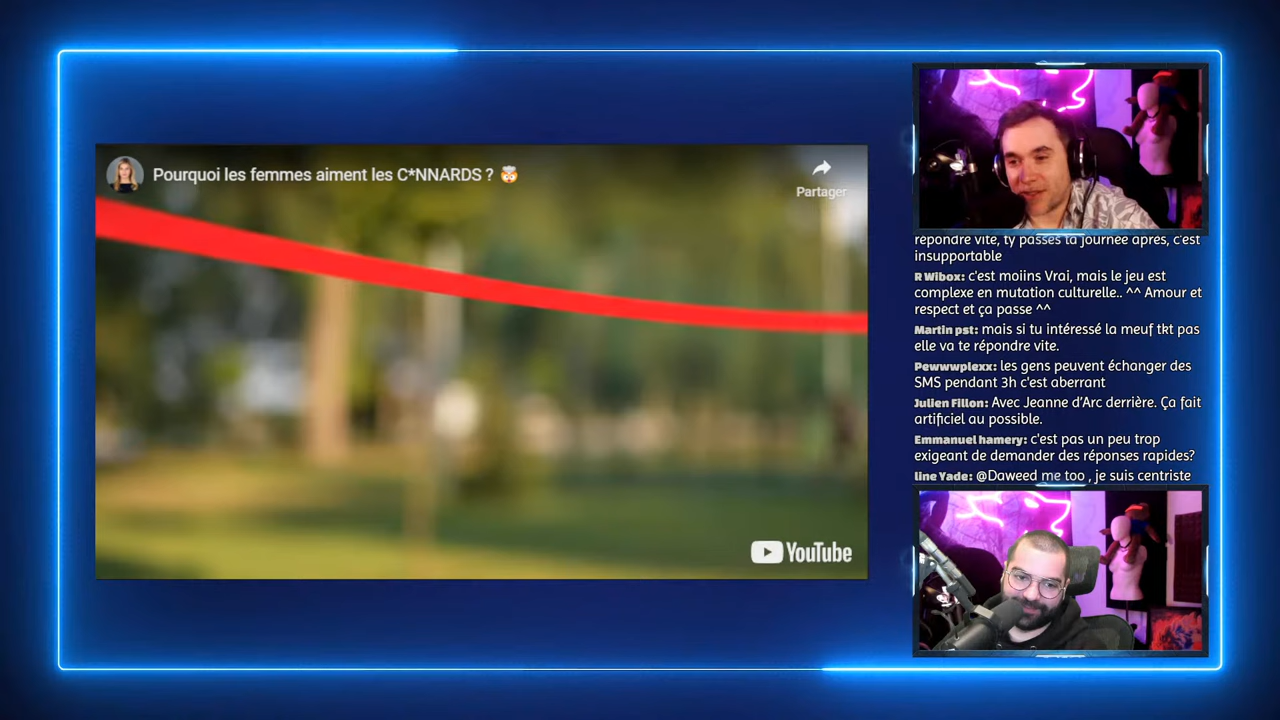 Pourquoi les femmes aiment les C*NNARDS ? 🤯
Partager
YouTube
répondre vite, ty passes ta journée après, c'est
insupportable
R Wibox: c'est moiins Vrai, mais le jeu est
complexe en mutation culturelle.. ^^ Amour et
respect et ça passe ^^
Martin pst: mais si tu intéressé la meuf tkt pas
elle va te répondre vite.
Pewwwplexx: les gens peuvent échanger des
SMS pendant 3h c'est aberrant
Julien Fillon: Avec Jeanne d’Arc derrière. Ça fait
artificiel au possible.
Emmanuel hamery: c'est pas un peu trop
exigeant de demander des réponses rapides?
line Yade: @Daweed me too , je suis centriste